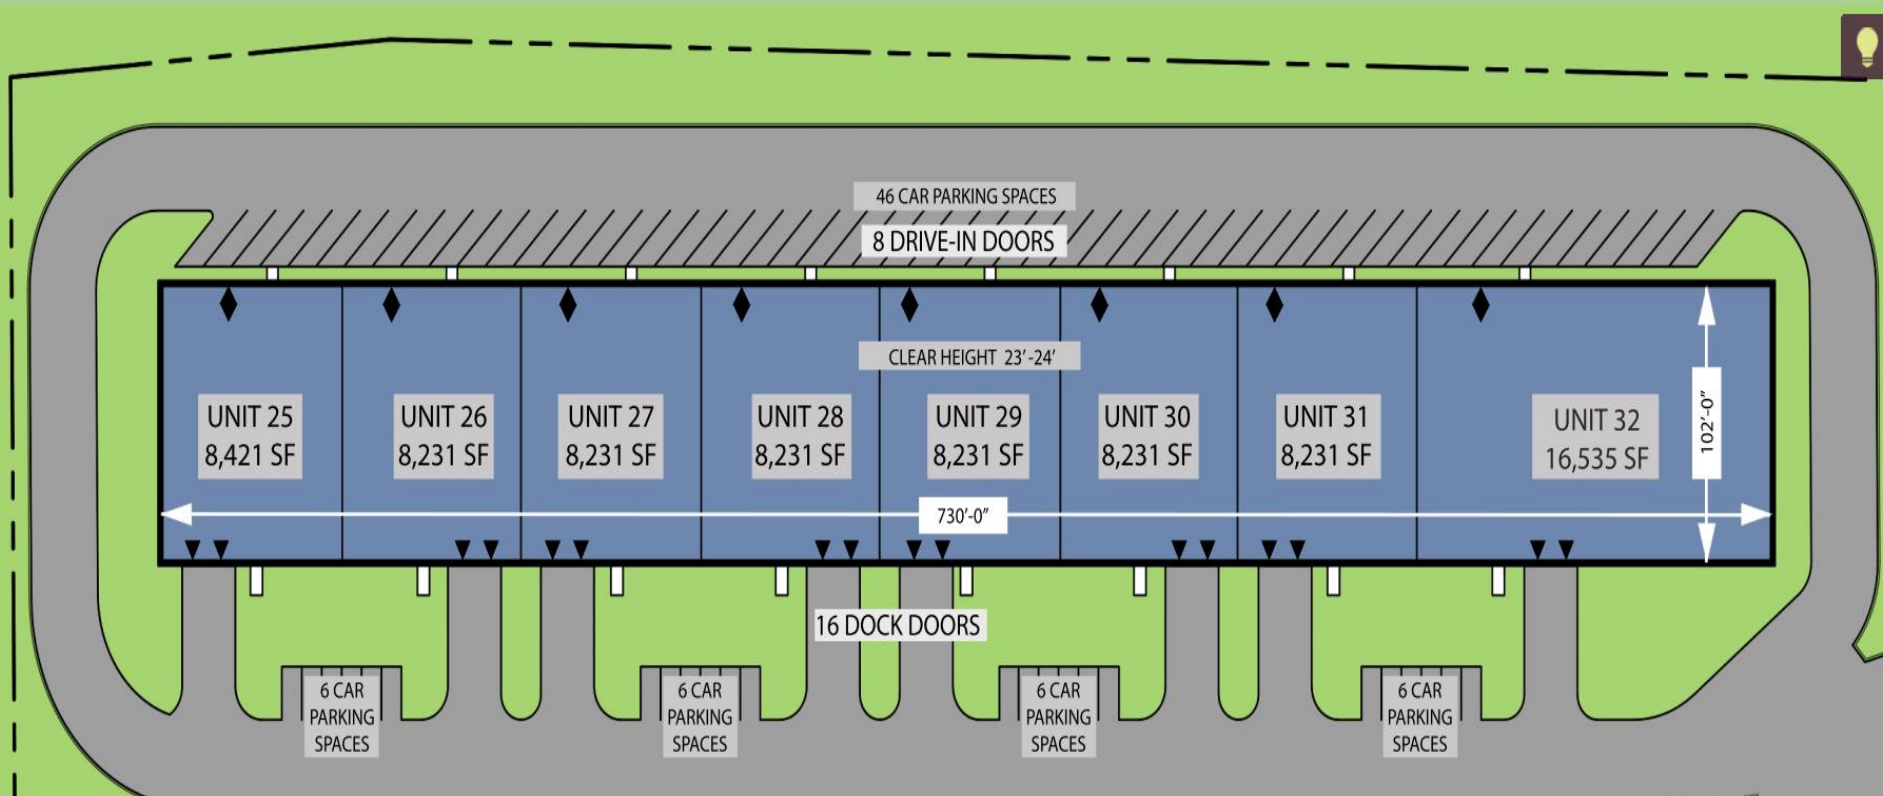 46 CAR PARKING SPACES
8 DRIVE-IN DOORS
CLEAR HEIGHT 23'-24'
UNIT 25
8,421 SF
UNIT 26
8,231 SF
UNIT 27
8,231 SF
UNIT 28
8,231 SF
UNIT 29
8,231 SF
UNIT 30
8,231 SF
UNIT 31
8,231 SF
UNIT 32
16,535 SF
102'-0"
730'-0"
16 DOCK DOORS
6 CAR
PARKING
SPACES
6 CAR
PARKING
SPACES
6 CAR
PARKING
SPACES
6 CAR
PARKING
SPACES